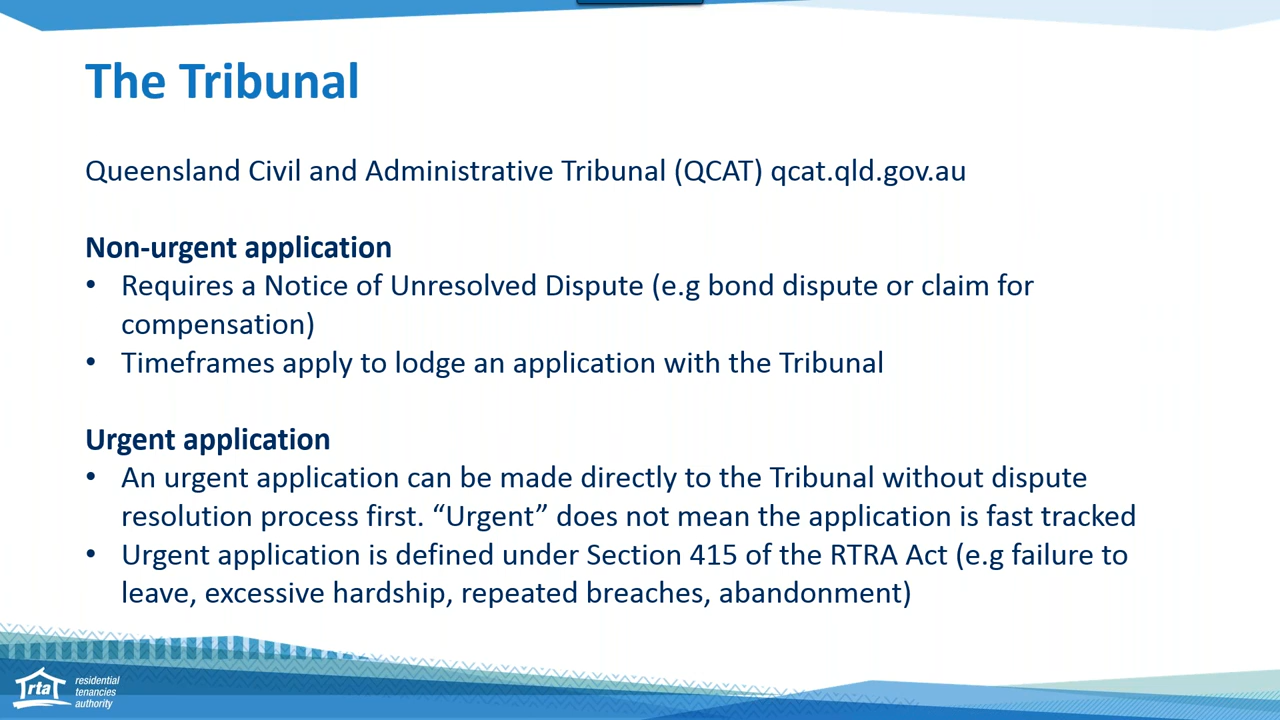 The Tribunal
Queensland Civil and Administrative Tribunal (QCAT) qcat.qld.gov.au
Non-urgent application
• Requires a Notice of Unresolved Dispute (e.g bond dispute or claim for
compensation)
• Timeframes apply to lodge an application with the Tribunal
Urgent application
• An urgent application can be made directly to the Tribunal without dispute
resolution process first. “Urgent” does not mean the application is fast tracked
• Urgent application is defined under Section 415 of the RTRA Act (e.g failure to
leave, excessive hardship, repeated breaches, abandonment)
rta
residential
tenancies
authority